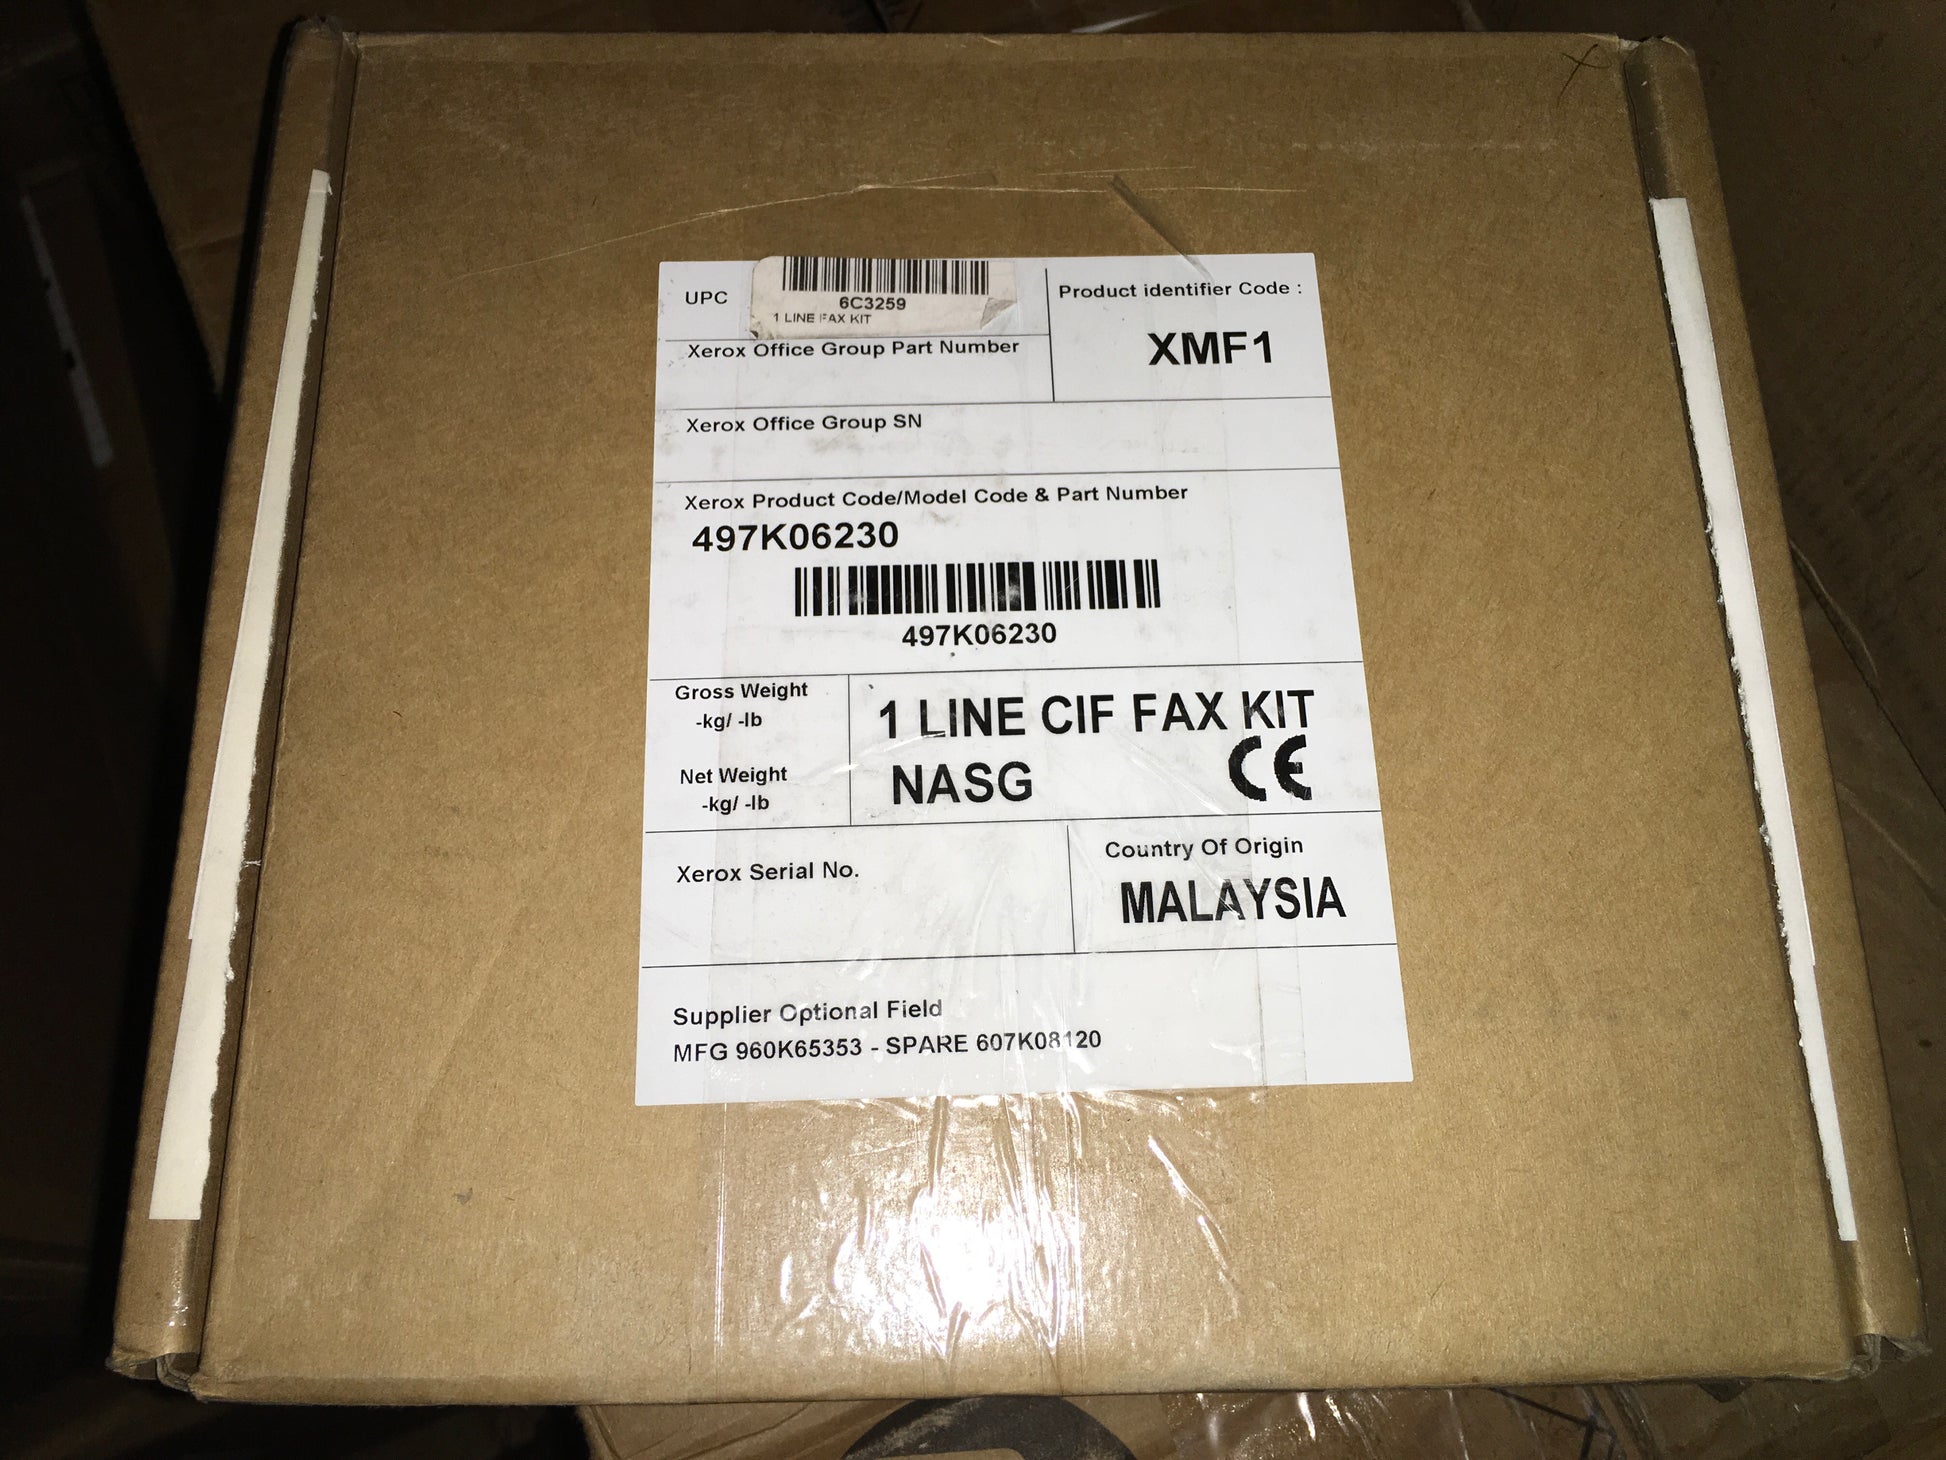 UPC
6C3259
1 LINE FAX KIT
Product identifier Code :
XMF1
Xerox Office Group Part Number
Xerox Office Group SN
Xerox Product Code/Model Code & Part Number
497K06230
497K06230
Gross Weight
-kg/ -lb
Net Weight
-kg/ -lb
1 LINE CIF FAX KIT
NASG
CE
Xerox Serial No.
Country Of Origin
MALAYSIA
Supplier Optional Field
MFG 960K65353 - SPARE 607K08120